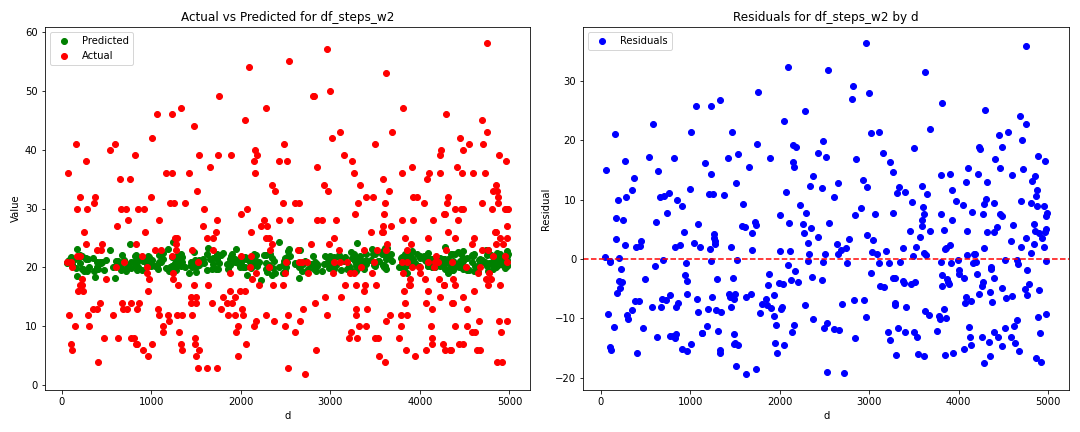 Actual vs Predicted for df_steps_w2
Predicted
Actual
Value
60
50
40
30
20
10
0
0 1000 2000 3000 4000 5000
d
Residuals for df_steps_w2 by d
Residuals
Residual
30
20
10
0
−10
−20
0 1000 2000 3000 4000 5000
d